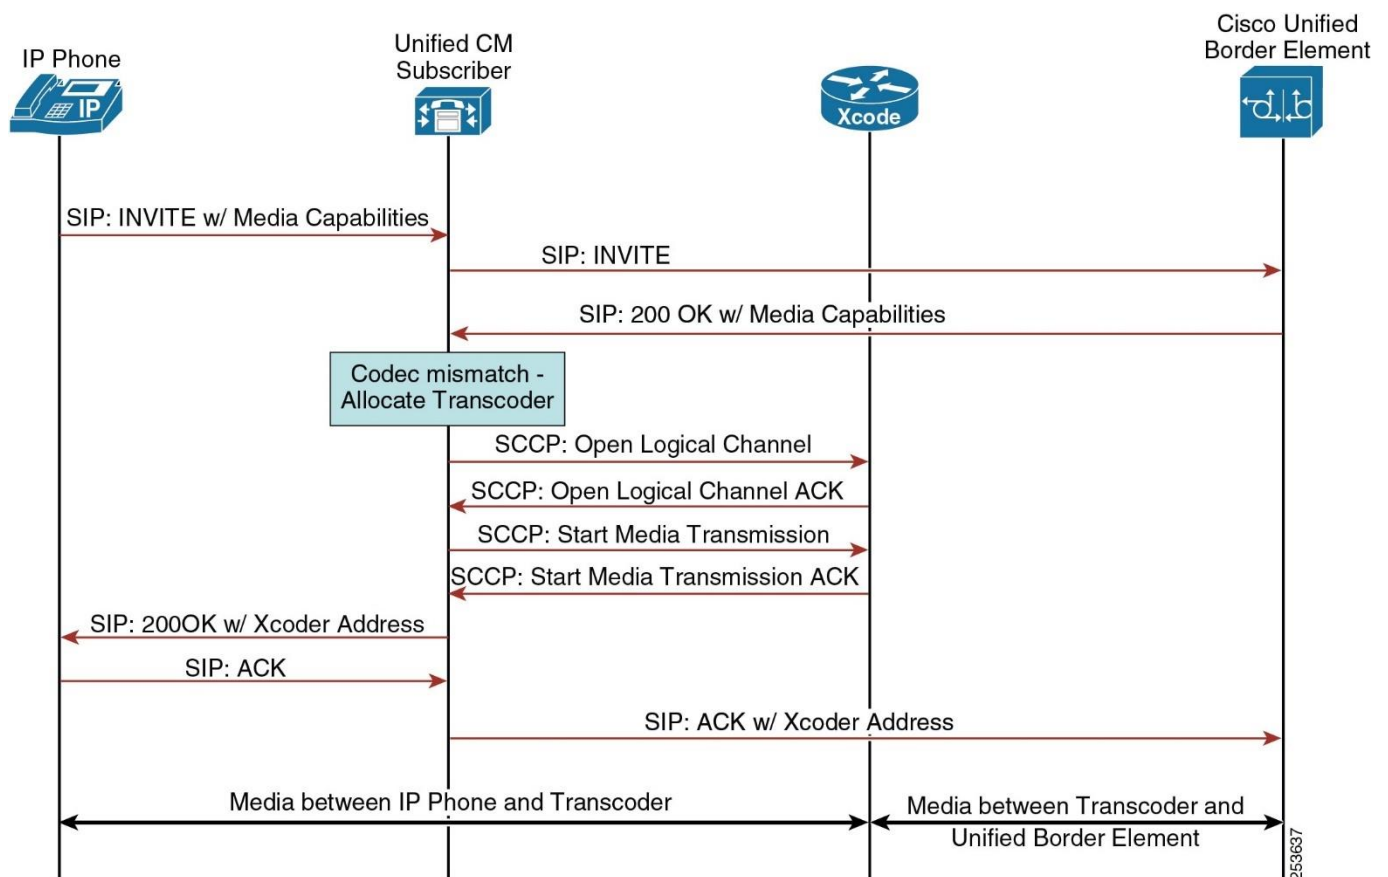 IP Phone
Unified CM
Subscriber
Cisco Unified
Border Element
IP
Xcode
SIP: INVITE w/ Media Capabilities
SIP: INVITE
SIP: 200 OK w/ Media Capabilities
Codec mismatch -
Allocate Transcoder
SCCP: Open Logical Channel
SCCP: Open Logical Channel ACK
SCCP: Start Media Transmission
SCCP: Start Media Transmission ACK
SIP: 200OK w/ Xcoder Address
SIP: ACK
SIP: ACK w/ Xcoder Address
Media between IP Phone and Transcoder
Media between Transcoder and
Unified Border Element
253637